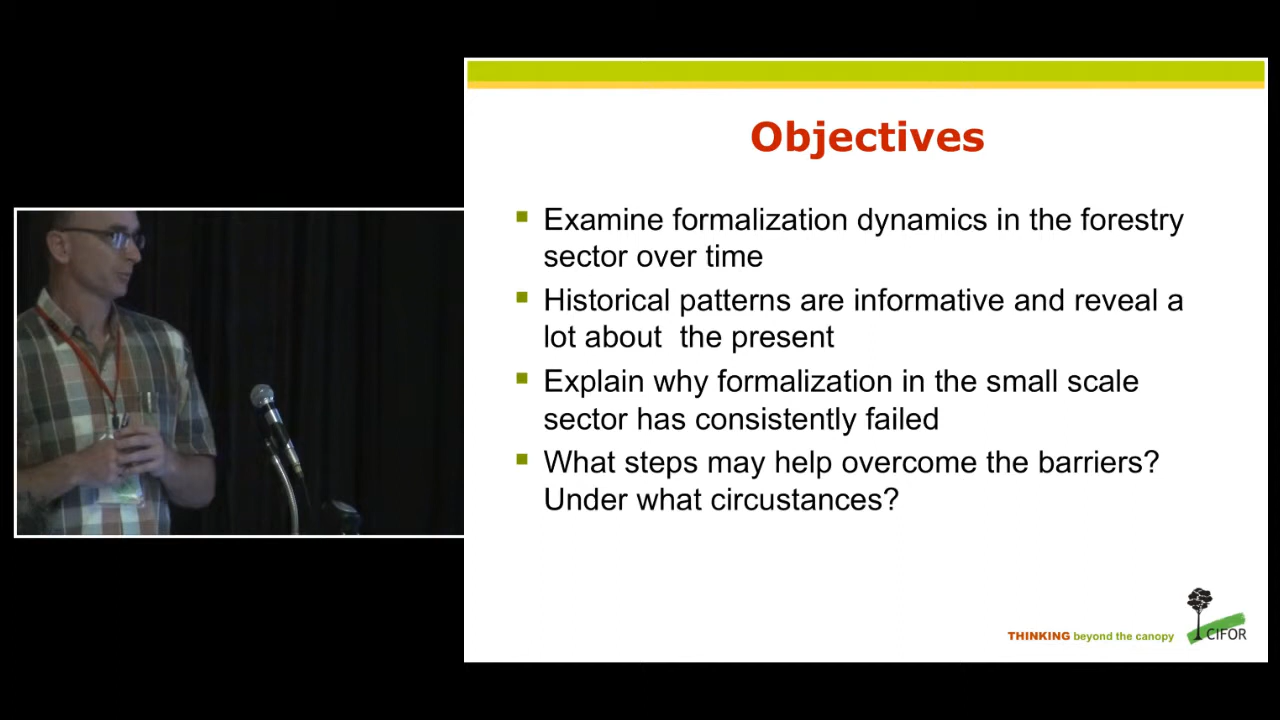 Objectives
Examine formalization dynamics in the forestry
sector over time
Historical patterns are informative and reveal a
lot about  the present
Explain why formalization in the small scale
sector has consistently failed
What steps may help overcome the barriers?
Under what circustances?
THINKING beyond the canopy
CIFOR